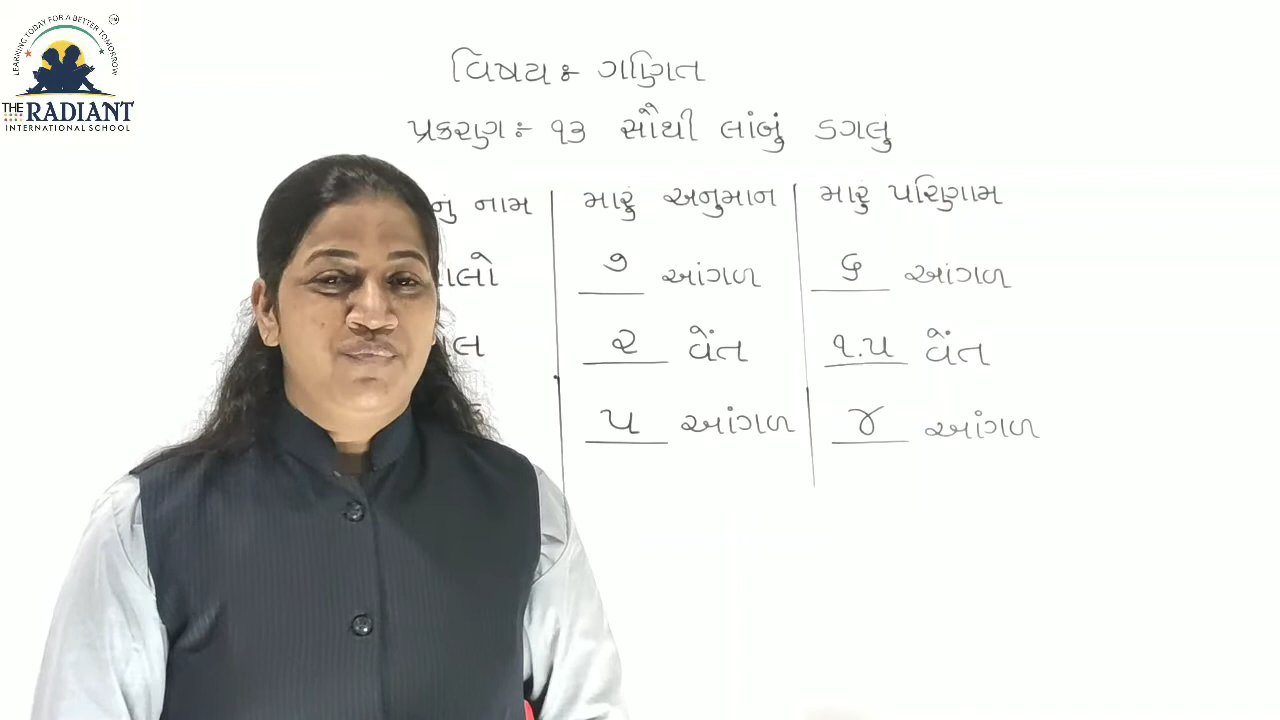 LEARNING TODAY FOR A BETTER TOMORROW
THE RADIANT
INTERNATIONAL SCHOOL
વિષય ઃ ગણિત
પ્રકરણ ઃ ૧૩ સૌથી લાંબું ડગલું
નું નામ મારું અનુમાન મારું પરિણામ
લો ૭ આંગળ ૬ આંગળ
લ ૨ વેંત ૧.૫ વેંત
૫ આંગળ ૪ આંગળ